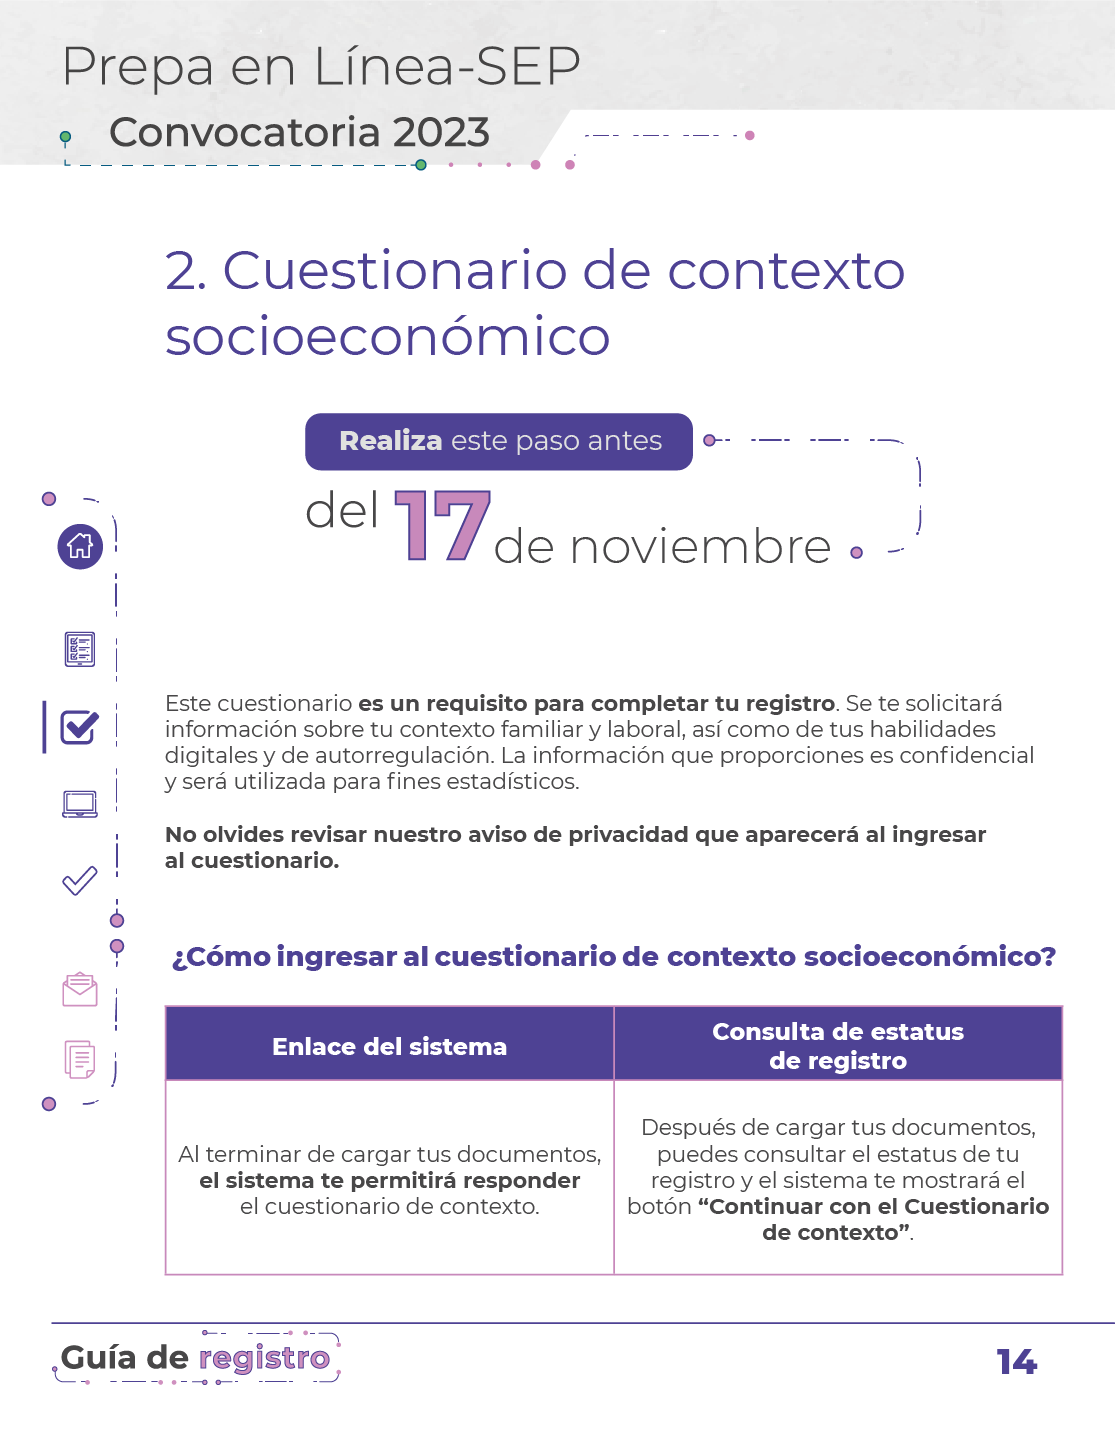 Prepa en Línea-SEP
Convocatoria 2023
2. Cuestionario de contexto
socioeconómico
Realiza este paso antes
del 17 de noviembre
Este cuestionario es un requisito para completar tu registro. Se te solicitará
información sobre tu contexto familiar y laboral, así como de tus habilidades
digitales y de autorregulación. La información que proporciones es confidencial
y será utilizada para fines estadísticos.
No olvides revisar nuestro aviso de privacidad que aparecerá al ingresar
al cuestionario.
¿Cómo ingresar al cuestionario de contexto socioeconómico?
Enlace del sistema
Al terminar de cargar tus documentos,
el sistema te permitirá responder
el cuestionario de contexto.
Consulta de estatus
de registro
Después de cargar tus documentos,
puedes consultar el estatus de tu
registro y el sistema te mostrará el
botón “Continuar con el Cuestionario
de contexto”.
Guía de registro
14